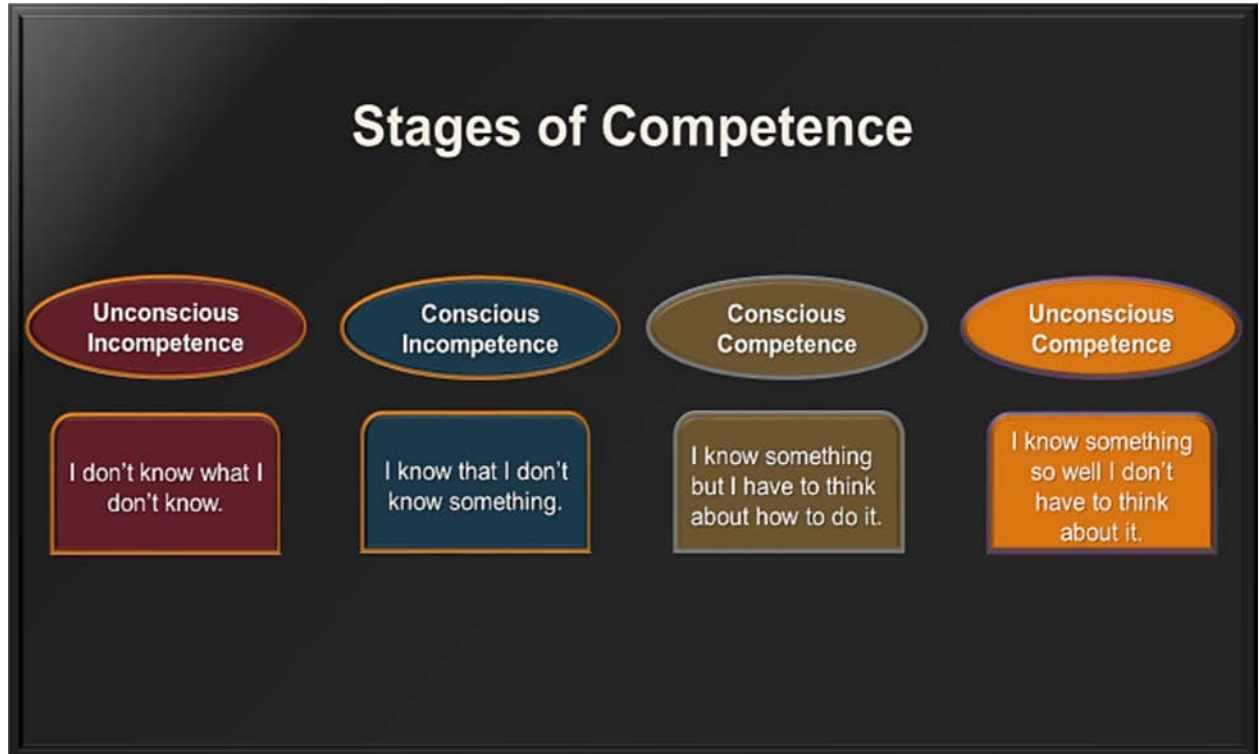 Stages of Competence
Unconscious
Incompetence
Conscious
Incompetence
Conscious
Competence
Unconscious
Competence
I don’t know what I
don’t know.
I know that I don’t
know something.
I know something
but I have to think
about how to do it.
I know something
so well I don’t
have to think
about it.